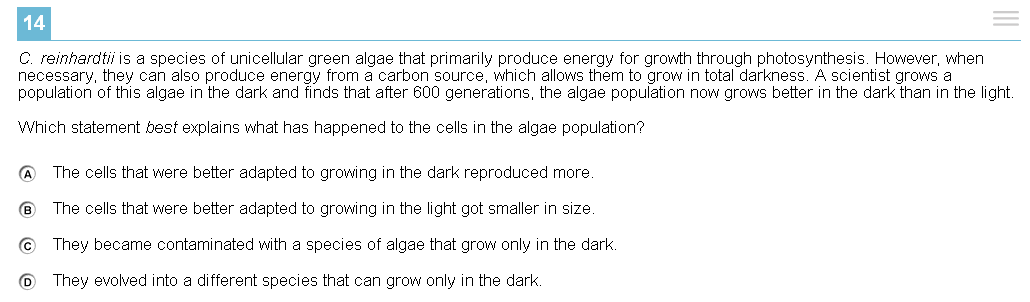 14
C. reinhardtii is a species of unicellular green algae that primarily produce energy for growth through photosynthesis. However, when
necessary, they can also produce energy from a carbon source, which allows them to grow in total darkness. A scientist grows a
population of this algae in the dark and finds that after 600 generations, the algae population now grows better in the dark than in the light.
Which statement best explains what has happened to the cells in the algae population?
A The cells that were better adapted to growing in the dark reproduced more.
B The cells that were better adapted to growing in the light got smaller in size.
C They became contaminated with a species of algae that grow only in the dark.
D They evolved into a different species that can grow only in the dark.